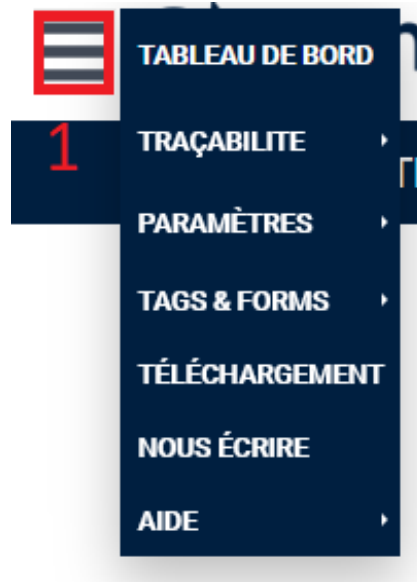 TABLEAU DE BORD
1
TRAÇABILITE
PARAMÈTRES
TAGS & FORMS
TÉLÉCHARGEMENT
NOUS ÉCRIRE
AIDE